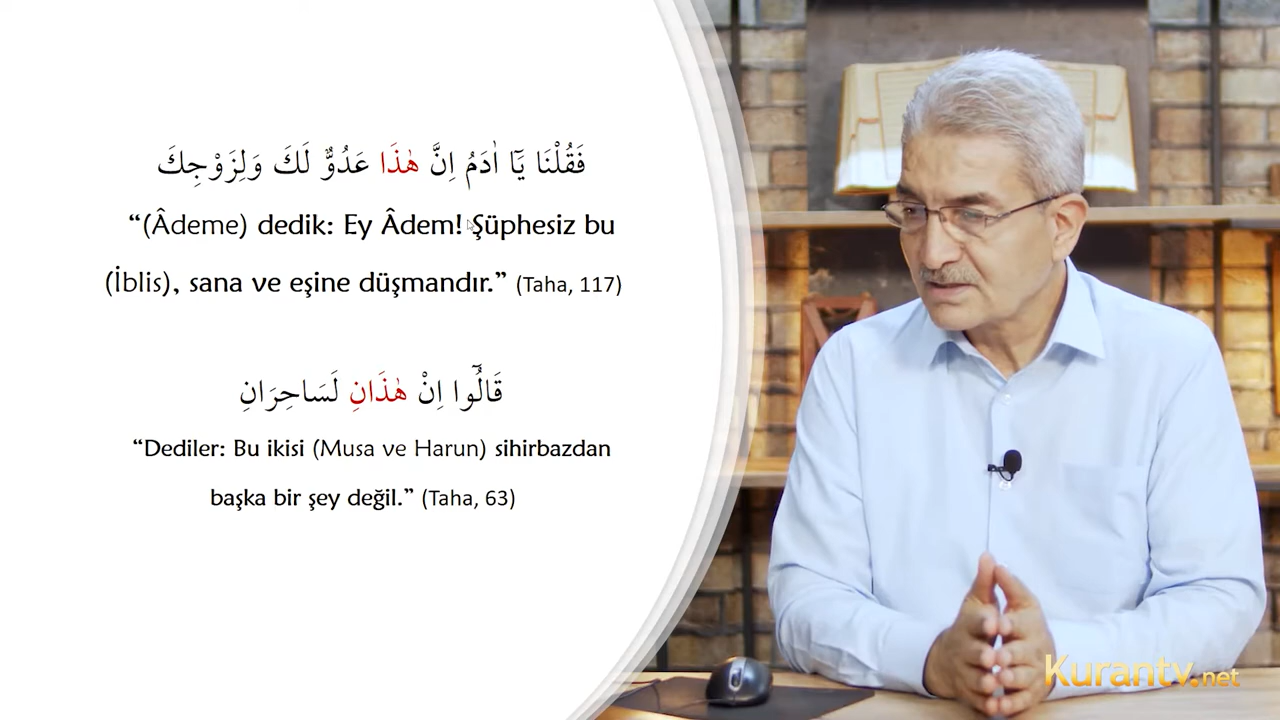 فَقُلْنَا يَٓا اٰدَمُ اِنَّ هٰذَا عَدُوٌّ لَكَ وَلِزَوْجِكَ
“(Âdeme) dedik: Ey Âdem! Şüphesiz bu
(İblis), sana ve eşine düşmandır.” (Taha, 117)
قَالُٓوا اِنْ هٰذَانِ لَسَاحِرَانِ
“Dediler: Bu ikisi (Musa ve Harun) sihirbazdan
başka bir şey değil.” (Taha, 63)
Kurantv.net